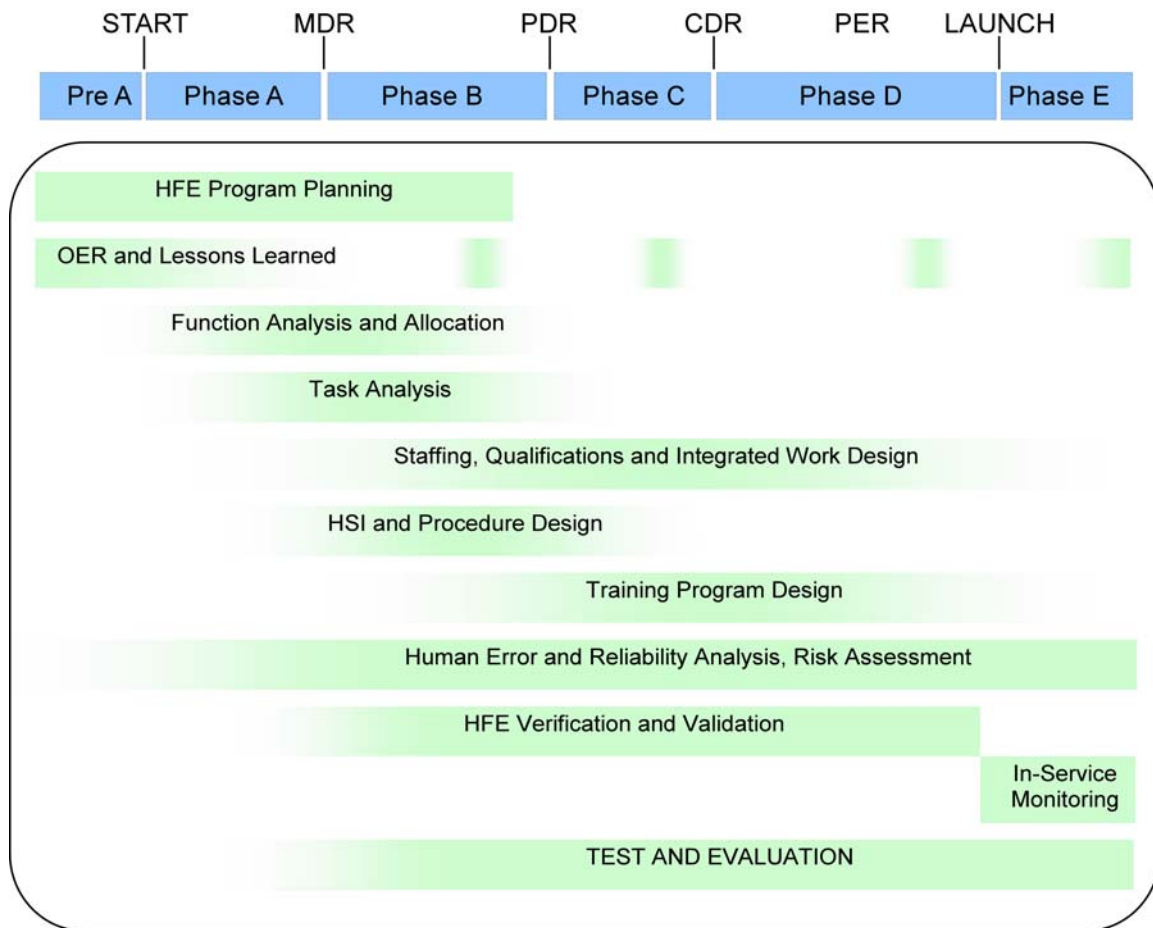 START MDR PDR CDR PER LAUNCH
Pre A Phase A Phase B Phase C Phase D Phase E
HFE Program Planning
OER and Lessons Learned
Function Analysis and Allocation
Task Analysis
Staffing, Qualifications and Integrated Work Design
HSI and Procedure Design
Training Program Design
Human Error and Reliability Analysis, Risk Assessment
HFE Verification and Validation
In-Service
Monitoring
TEST AND EVALUATION